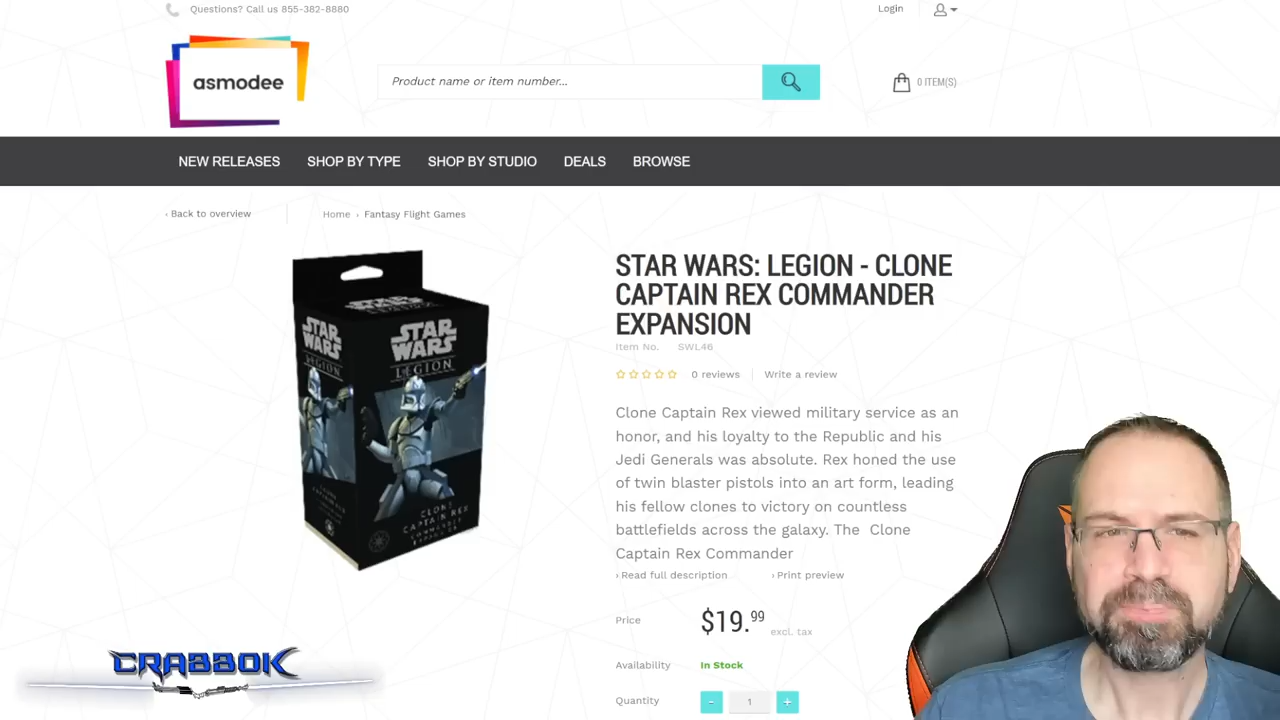 Questions? Call us 855-382-8880
Login
asmodee
Product name or item number...
0 ITEM(S)
NEW RELEASES SHOP BY TYPE SHOP BY STUDIO DEALS BROWSE
‹ Back to overview
Home › Fantasy Flight Games
STAR WARS: LEGION - CLONE
CAPTAIN REX COMMANDER
EXPANSION
Item No. SWL46
0 reviews
Write a review
Clone Captain Rex viewed military service as an
honor, and his loyalty to the Republic and his
Jedi Generals was absolute. Rex honed the use
of twin blaster pistols into an art form, leading
his fellow clones to victory on countless
battlefields across the galaxy. The Clone
Captain Rex Commander
› Read full description
› Print preview
Price
$19.99 excl. tax
Availability
In Stock
Quantity
- 1 +
STAR WARS
LEGION
STAR WARS
LEGION
CLONE
CAPTAIN REX
COMMANDER
EXPANSION
CRABBOK